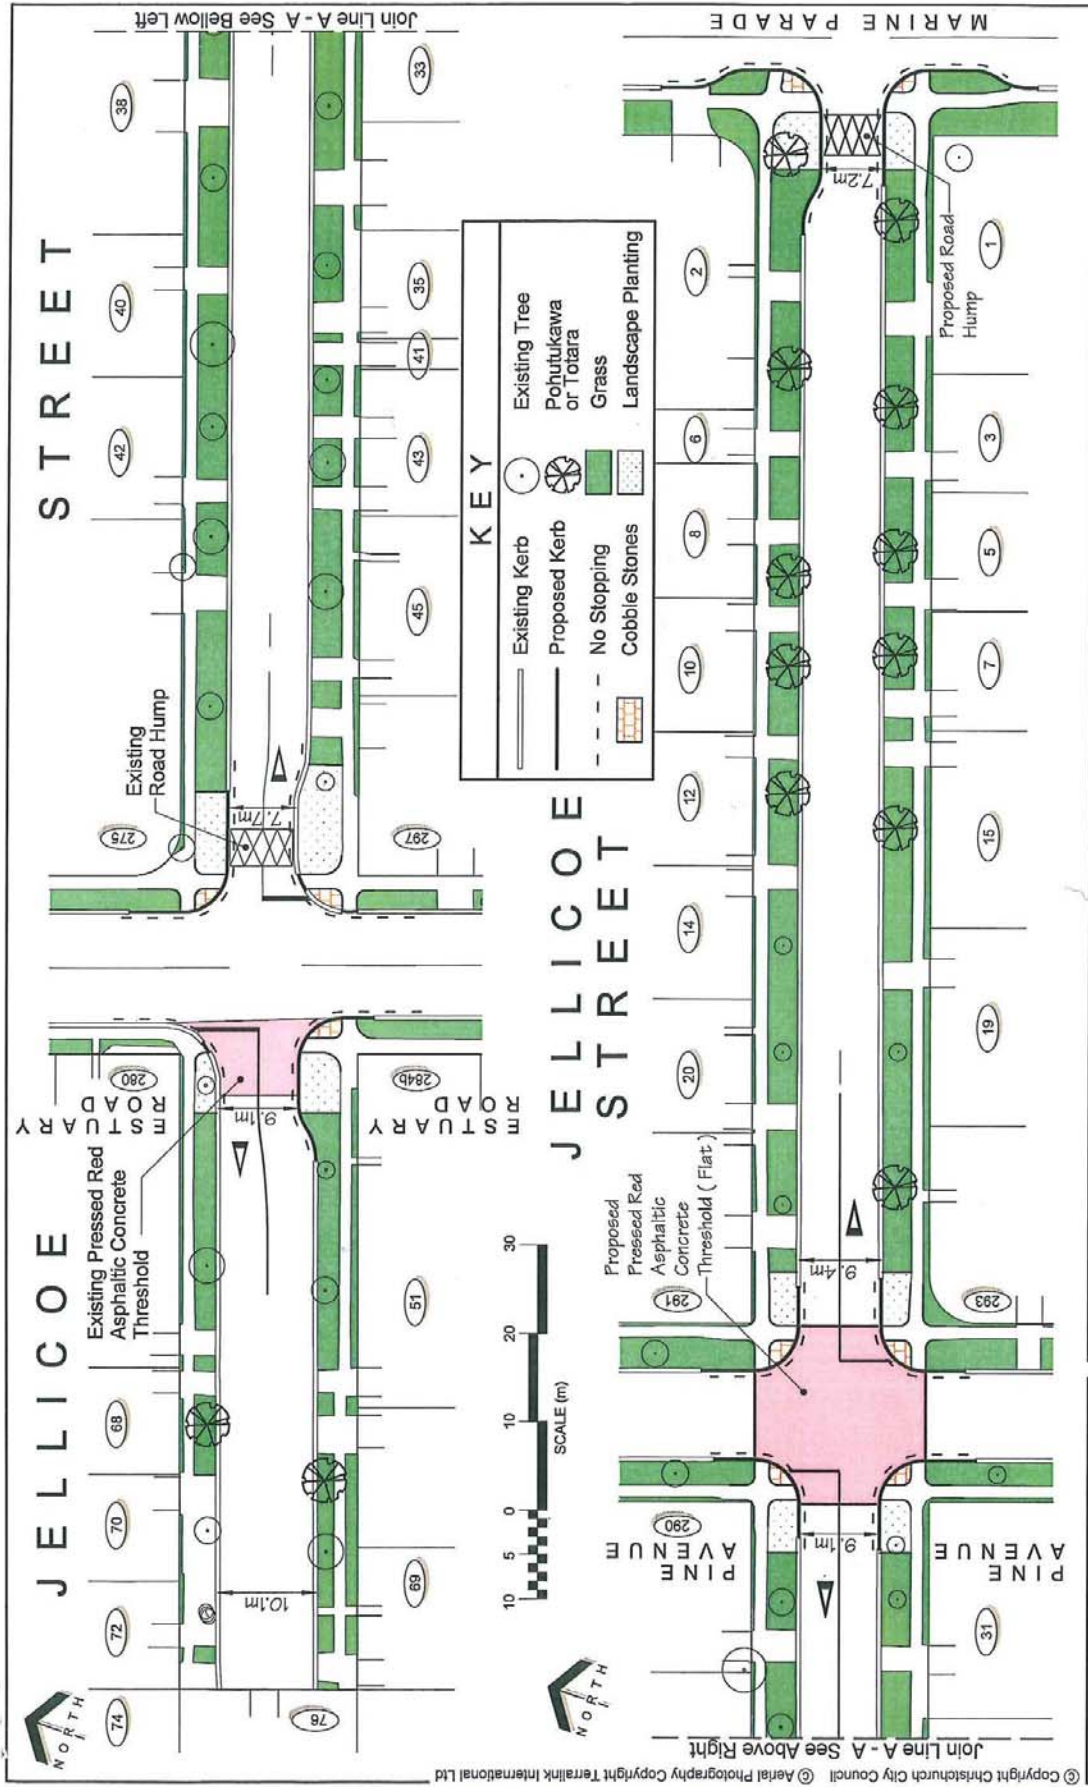 JELLICOE STREET
Existing Pressed Red
Asphaltic Concrete
Threshold
Existing
Road Hump
74
72
70
68
280
275
42
40
38
ESTUARY
ROAD
10.1m
9.1m
7.7m
78
69
51
284b
297
45
43
41
35
33
ESTUARY
ROAD
Join Line A - A See Bellow Left
NORTH
10
5
0
10
20
30
SCALE (m)
KEY
Existing Kerb
Proposed Kerb
No Stopping
Cobble Stones
Existing Tree
Pohutukawa
or Totara
Grass
Landscape Planting
JELLICOE
STREET
NORTH
Proposed
Pressed Red
Asphaltic
Concrete
Threshold ( Flat )
290
291
20
14
12
10
8
6
2
PINE
AVENUE
9.1m
9.4m
7.2m
PINE
AVENUE
31
293
19
15
7
5
3
1
Proposed Road
Hump
MARINE PARADE
Join Line A - A See Above Right
© Copyright Christchurch City Council © Aerial Photography Copyright Terralink International Ltd